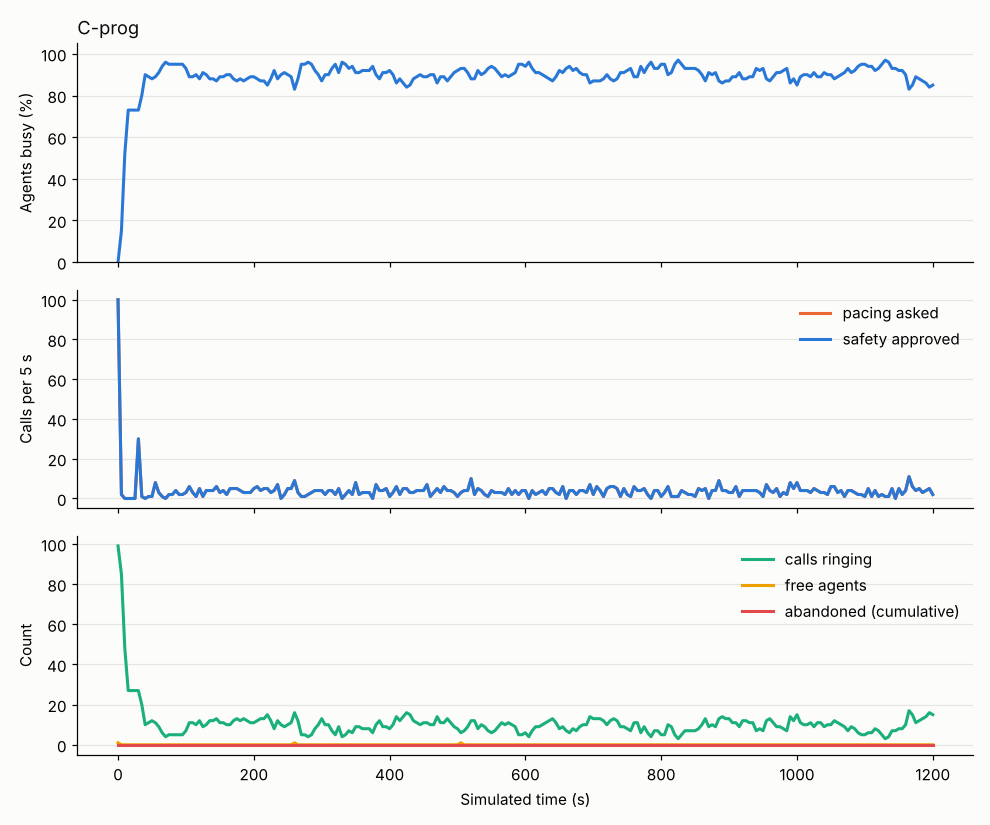 C-prog
100
80
60
40
20
0
Agents busy (%)
100
80
60
40
20
0
Calls per 5 s
pacing asked
safety approved
100
80
60
40
20
0
Count
calls ringing
free agents
abandoned (cumulative)
0 200 400 600 800 1000 1200
Simulated time (s)